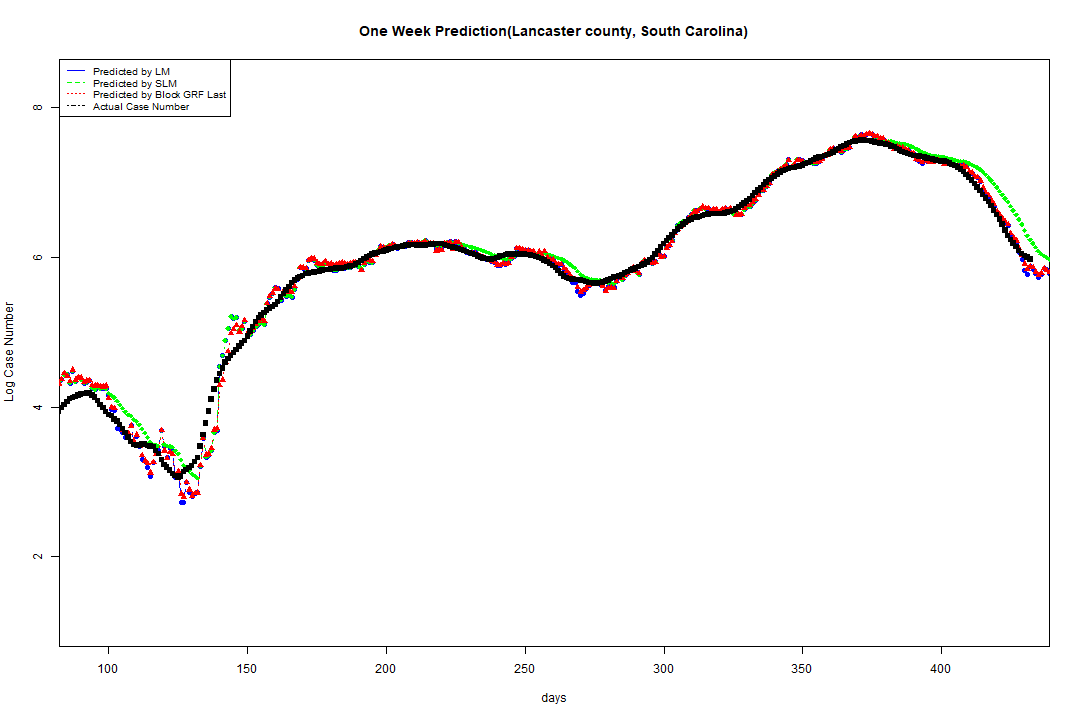 One Week Prediction(Lancaster county, South Carolina)
Predicted by LM
Predicted by SLM
Predicted by Block GRF Last
Actual Case Number
8
6
4
2
Log Case Number
100 150 200 250 300 350 400
days